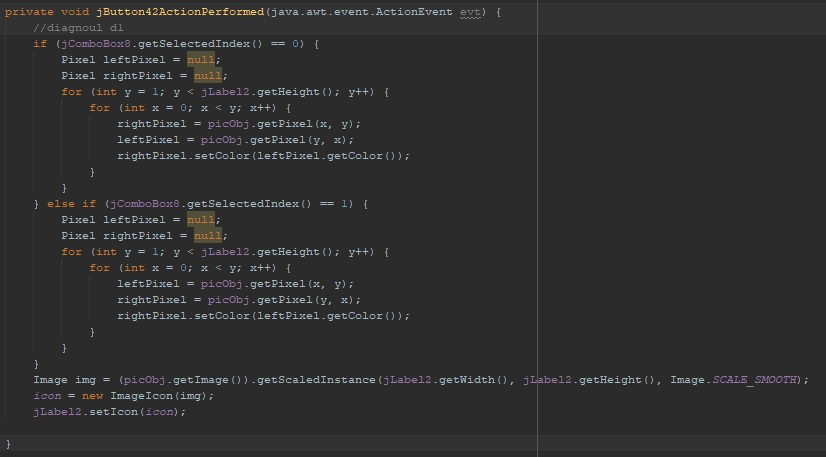 private void jButton42ActionPerformed(java.awt.event.ActionEvent evt) {
//diagnoul dl
if (jComboBox8.getSelectedIndex() == 0) {
Pixel leftPixel = null;
Pixel rightPixel = null;
for (int y = 1; y < jLabel2.getHeight(); y++) {
for (int x = 0; x < y; x++) {
rightPixel = picObj.getPixel(x, y);
leftPixel = picObj.getPixel(y, x);
rightPixel.setColor(leftPixel.getColor());
}
}
} else if (jComboBox8.getSelectedIndex() == 1) {
Pixel leftPixel = null;
Pixel rightPixel = null;
for (int y = 1; y < jLabel2.getHeight(); y++) {
for (int x = 0; x < y; x++) {
leftPixel = picObj.getPixel(x, y);
rightPixel = picObj.getPixel(y, x);
rightPixel.setColor(leftPixel.getColor());
}
}
}
Image img = (picObj.getImage()).getScaledInstance(jLabel2.getWidth(), jLabel2.getHeight(), Image.SCALE_SMOOTH);
icon = new ImageIcon(img);
jLabel2.setIcon(icon);
}